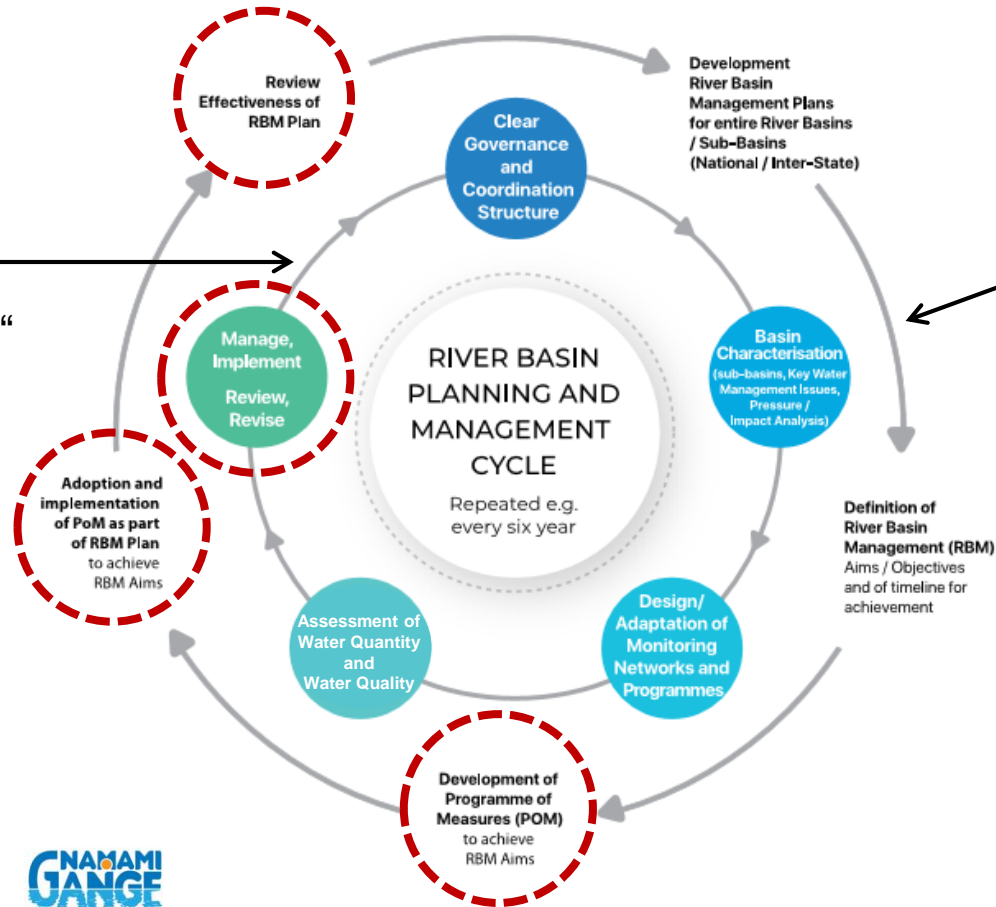 Review
Effectiveness of
RBM Plan
Development
River Basin
Management Plans
for entire River Basins
/ Sub-Basins
(National / Inter-State)
Clear
Governance
and
Coordination
Structure
“
Manage,
Implement
Review,
Revise
RIVER BASIN
PLANNING AND
MANAGEMENT
CYCLE
Repeated e.g.
every six year
Basin
Characterisation
(sub-basins, Key Water
Management Issues,
Pressure /
Impact Analysis)
Adoption and
implementation
of PoM as part
of RBM Plan
to achieve
RBM Aims
Definition of
River Basin
Management (RBM)
Aims / Objectives
and of timeline for
achievement
Assessment of
Water Quantity
and
Water Quality
Design/
Adaptation of
Monitoring
Networks and
Programmes
Development of
Programme of
Measures (POM)
to achieve
RBM Aims
NAMAMI
GANGE